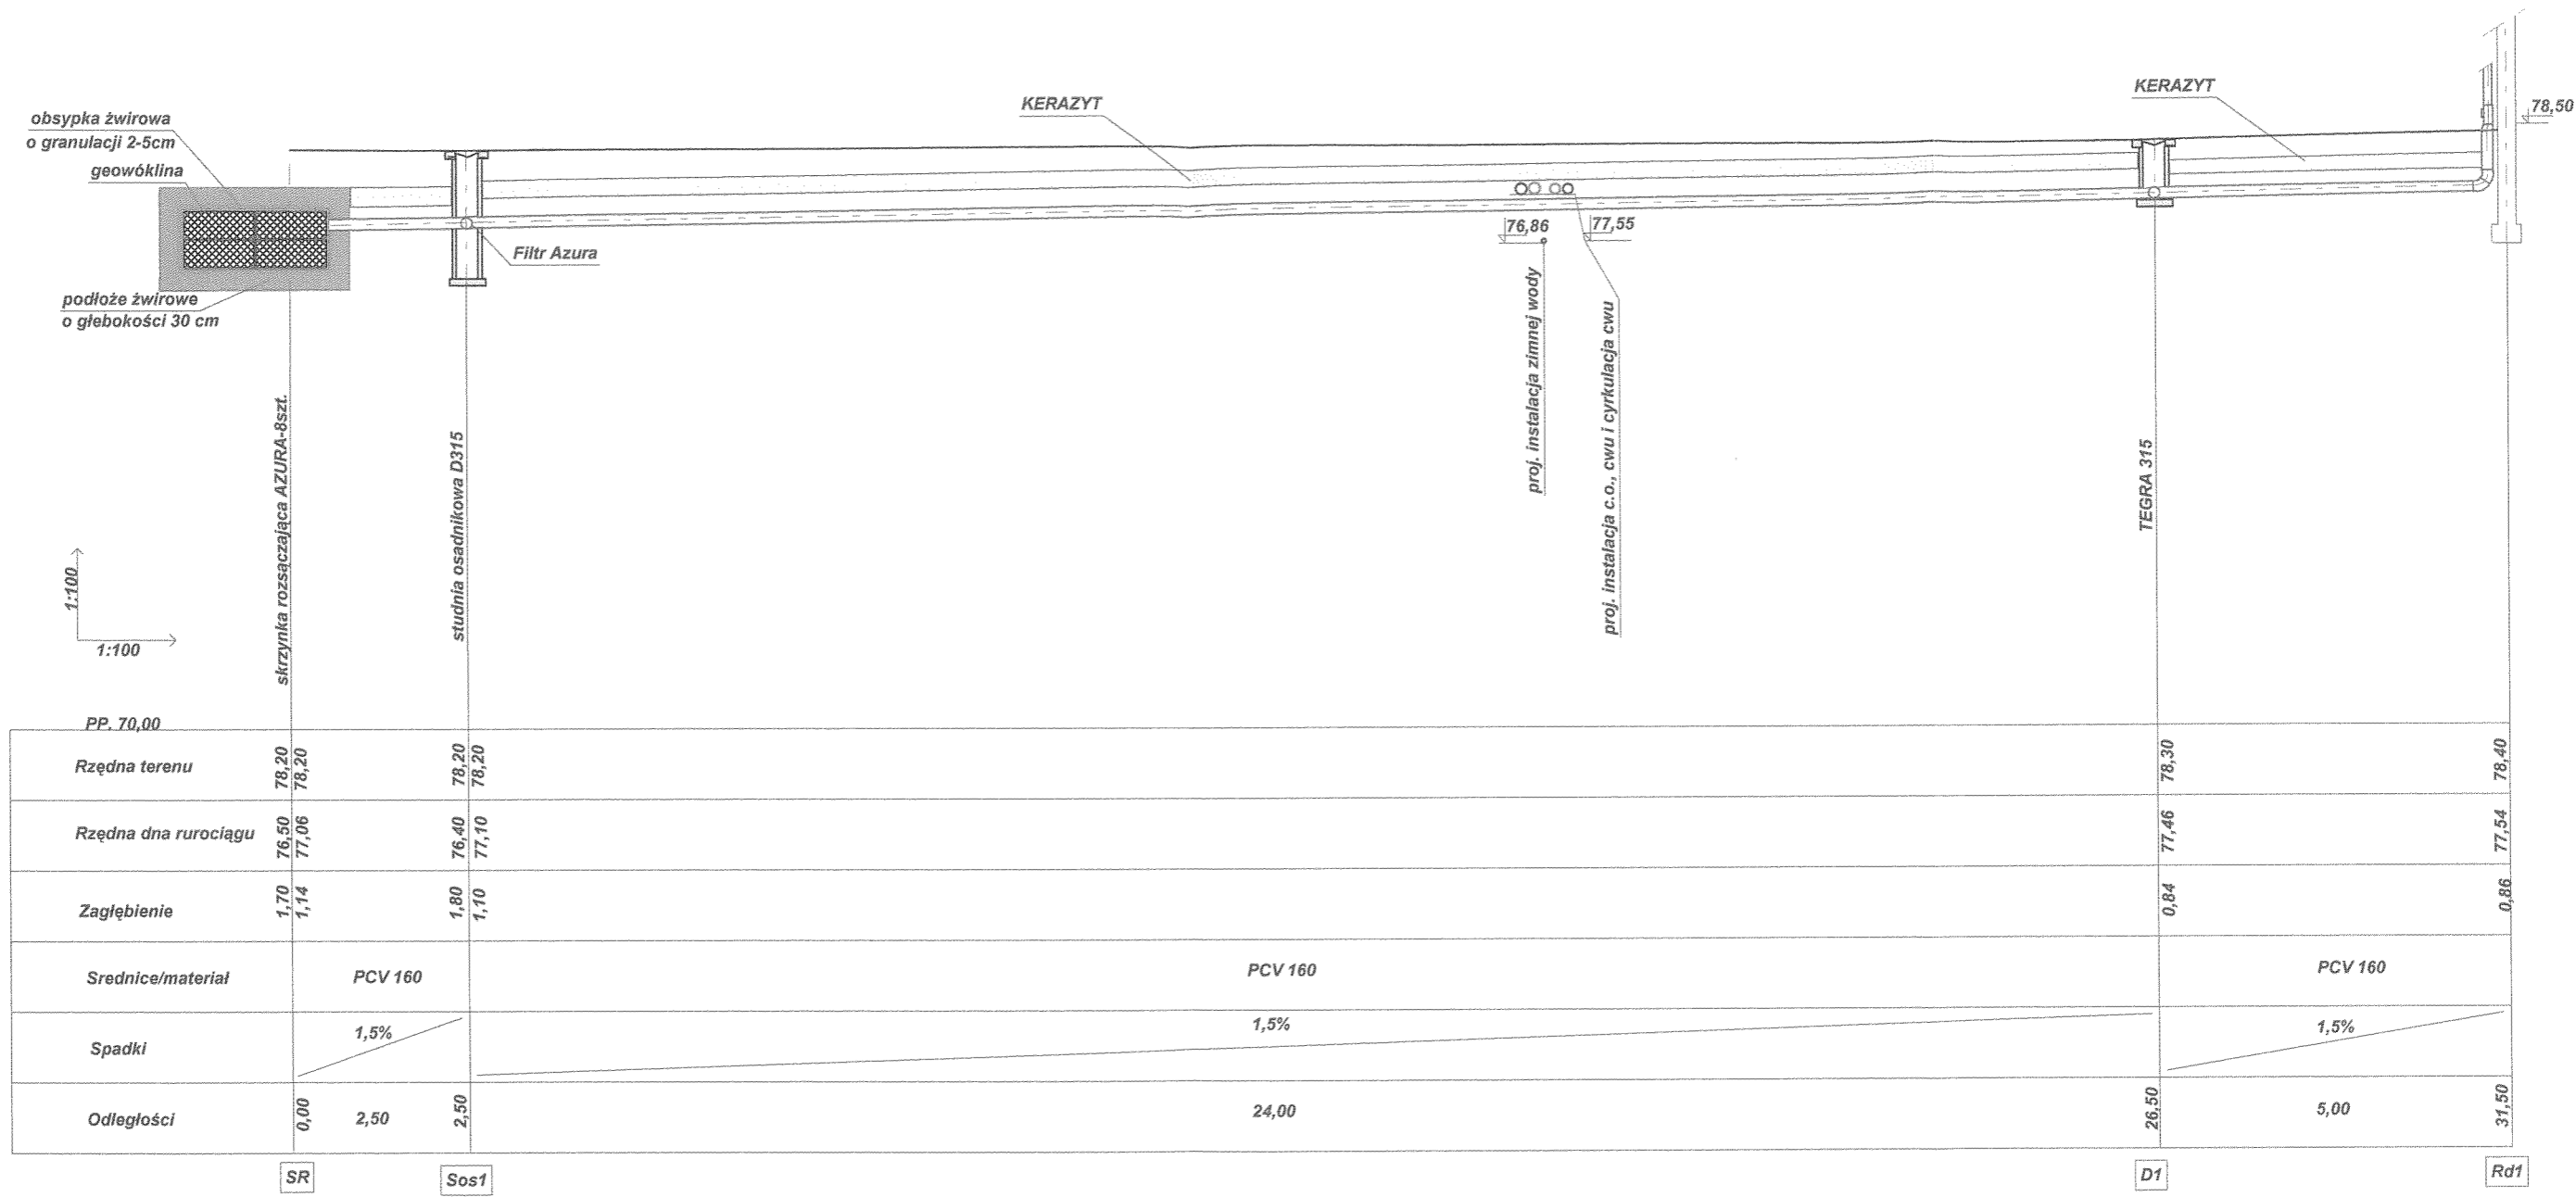 KERAZYT
KERAZYT
78,50
obsypka żwirowa
o granulacji 2-5cm
geowóklina
Filtr Azura
76,86
77,55
podłoże żwirowe
o głebokości 30 cm
skrzynka rozsączająca AZURA-8szt.
studnia osadnikowa D315
proj. instalacja zimnej wody
proj. instalacja c.o., cwu i cyrkulacja cwu
TEGRA 315
1:100
1:100
PP. 70,00
Rzędna terenu 78,20 78,20 78,20 78,20 78,30 78,40
Rzędna dna rurociągu 76,50 77,06 76,40 77,10 77,46 77,54
Zagłębienie 1,70 1,14 1,80 1,10 0,84 0,86
Srednice/materiał PCV 160 PCV 160 PCV 160
Spadki 1,5% 1,5% 1,5%
Odległości 0,00 2,50 2,50 24,00 26,50 5,00 31,50
SR Sos1 D1 Rd1